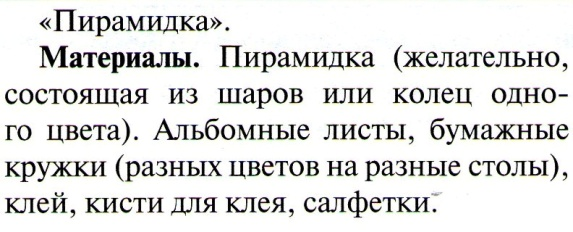 «Пирамидка».
Материалы. Пирамидка (желательно,
состоящая из шаров или колец одно-
го цвета). Альбомные листы, бумажные
кружки (разных цветов на разные столы),
клей, кисти для клея, салфетки.